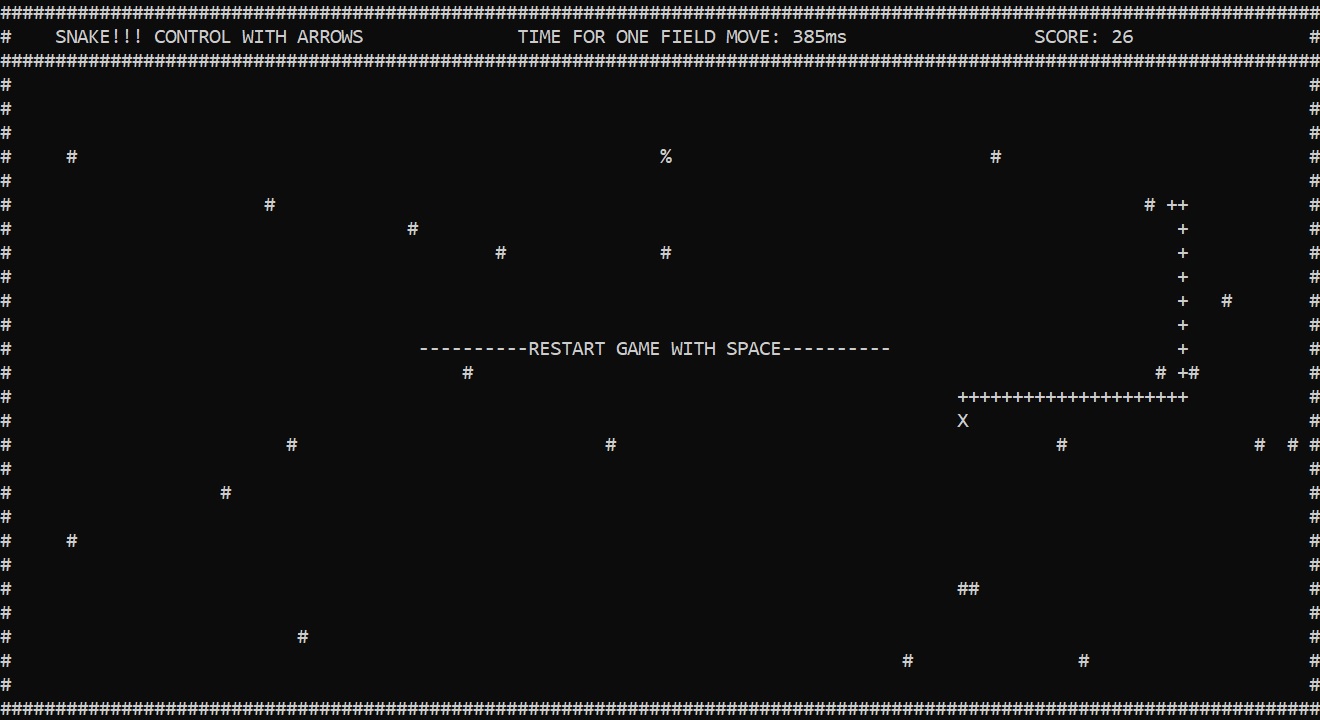 SNAKE!!! CONTROL WITH ARROWS TIME FOR ONE FIELD MOVE: 385ms SCORE: 26
----------RESTART GAME WITH SPACE----------